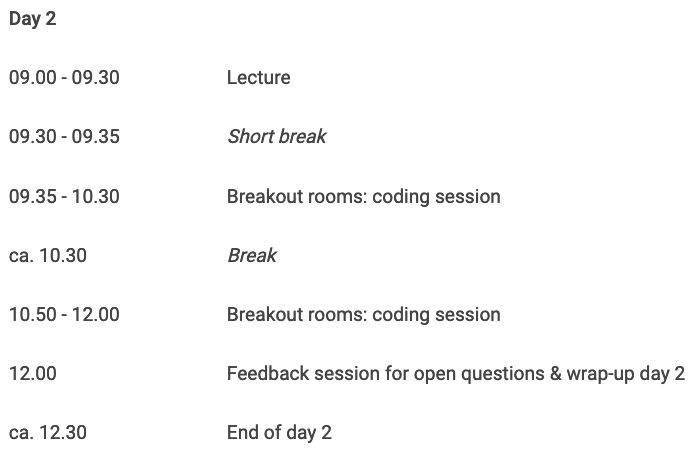 Day 2
09.00 - 09.30 Lecture
09.30 - 09.35 Short break
09.35 - 10.30 Breakout rooms: coding session
ca. 10.30 Break
10.50 - 12.00 Breakout rooms: coding session
12.00 Feedback session for open questions & wrap-up day 2
ca. 12.30 End of day 2